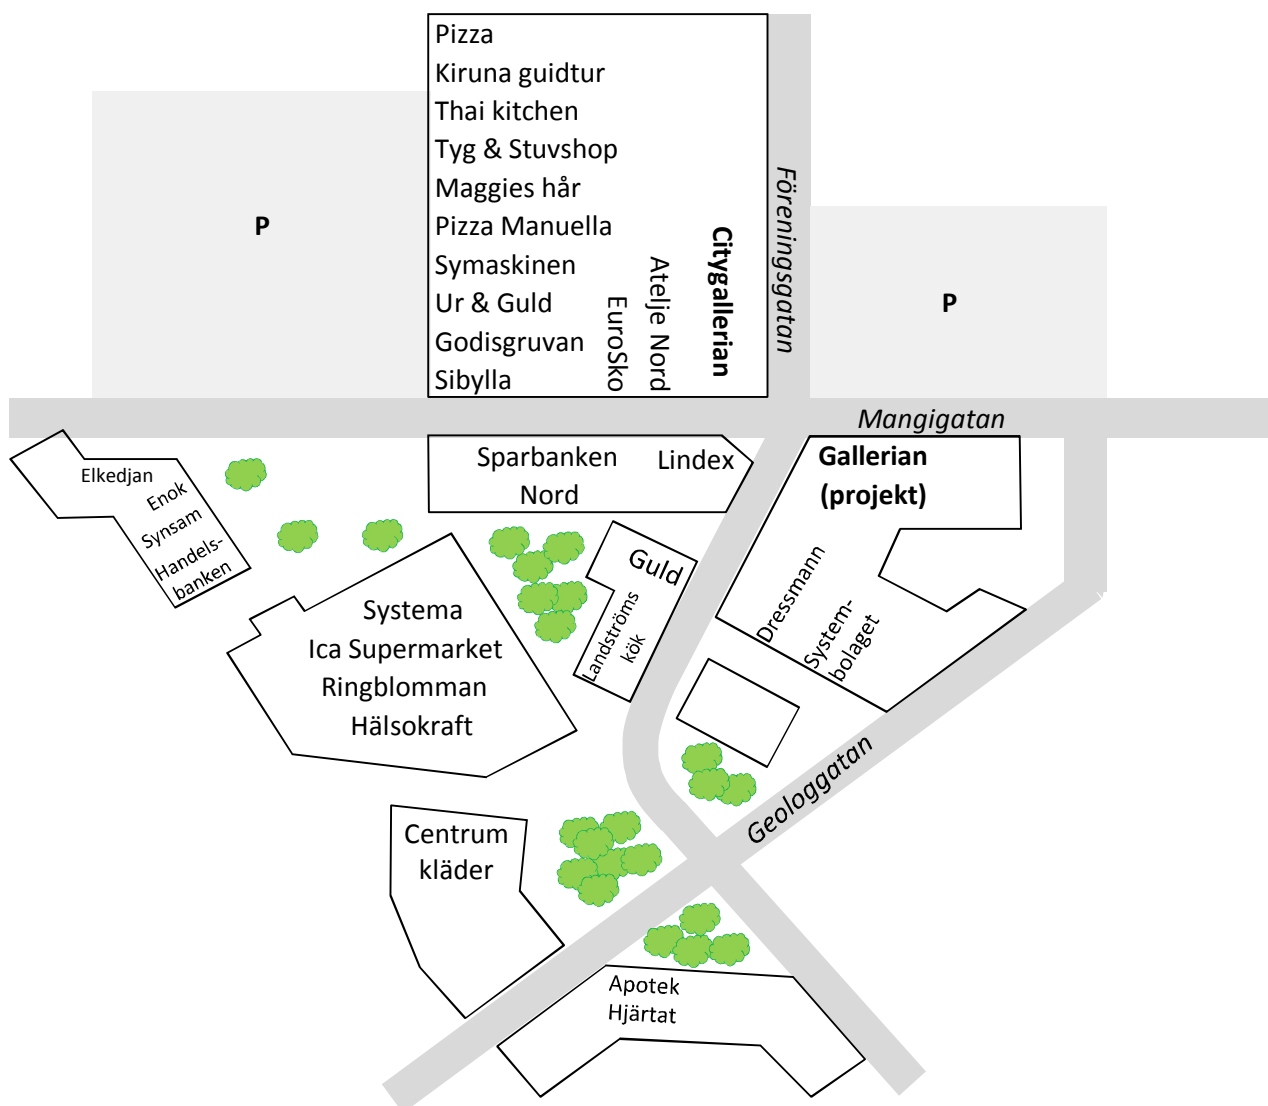 Pizza
Kiruna guidtur
Thai kitchen
Tyg & Stuvshop
Maggies hår
Pizza Manuella
Symaskinen
Ur & Guld
Godisgruvan
Sibylla
EuroSko
Atelje Nord
Citygallerian
Föreningsgatan
P
P
Mangigatan
Elkedjan
Enok
Synsam
Handels-
banken
Sparbanken
Nord
Lindex
Gallerian
(projekt)
Guld
Landströms
kök
Dressmann
System-
bolaget
Systema
Ica Supermarket
Ringblomman
Hälsokraft
Geologgatan
Centrum
kläder
Apotek
Hjärtat